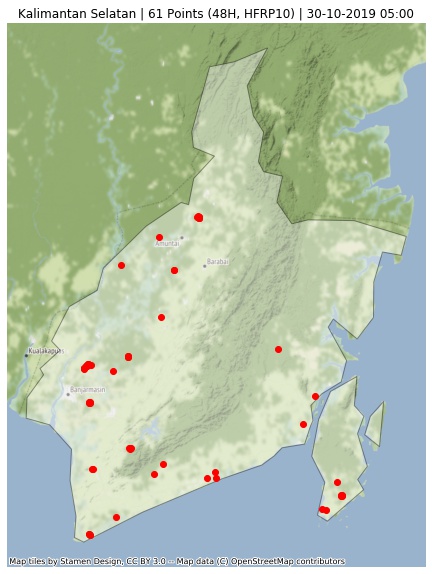 Kalimantan Selatan | 61 Points (48H, HFRP10) | 30-10-2019 05:00
Amuntai
Barabai
Kualakapuas
Banjarmasin
Map tiles by Stamen Design, CC BY 3.0 -- Map data (C) OpenStreetMap contributors